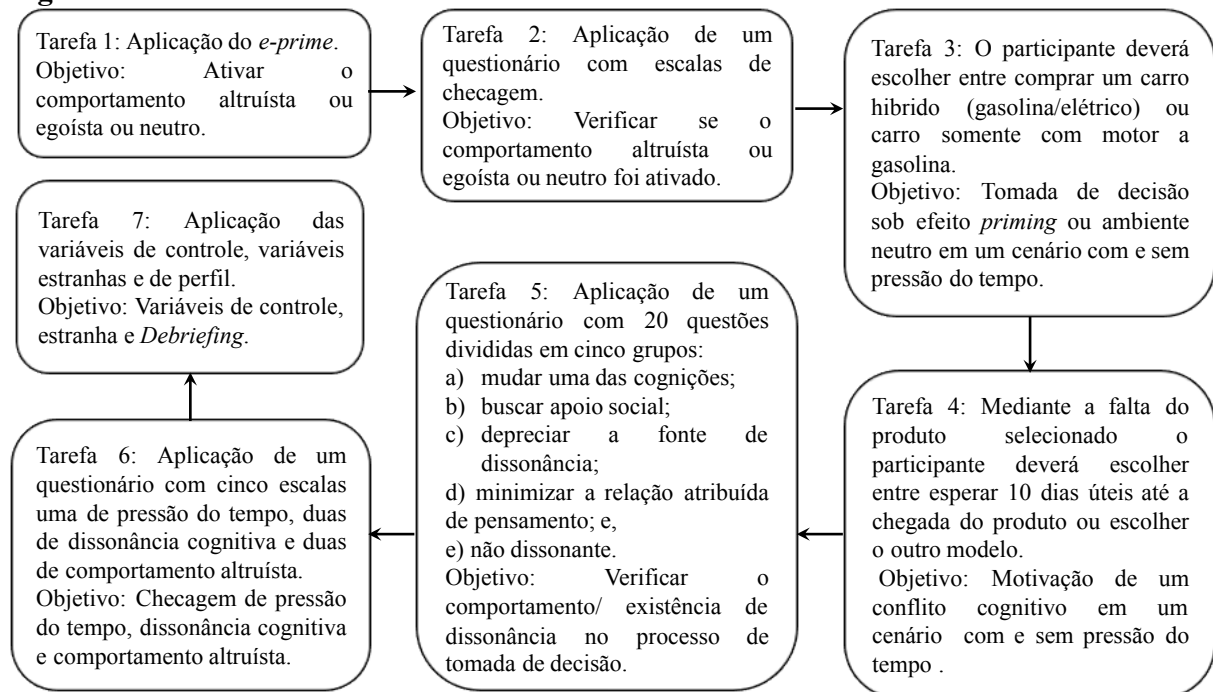 Tarefa 1: Aplicação do e-prime.
Objetivo: Ativar o
comportamento altruísta ou
egoísta ou neutro.
Tarefa 2: Aplicação de um
questionário com escalas de
checagem.
Objetivo: Verificar se o
comportamento altruísta ou
egoísta ou neutro foi ativado.
Tarefa 3: O participante deverá
escolher entre comprar um carro
hibrido (gasolina/elétrico) ou
carro somente com motor a
gasolina.
Objetivo: Tomada de decisão
sob efeito priming ou ambiente
neutro em um cenário com e sem
pressão do tempo.
Tarefa 4: Mediante a falta do
produto selecionado o
participante deverá escolher
entre esperar 10 dias úteis até a
chegada do produto ou escolher
o outro modelo.
Objetivo: Motivação de um
conflito cognitivo em um
cenário com e sem pressão do
tempo .
Tarefa 5: Aplicação de um
questionário com 20 questões
divididas em cinco grupos:
a) mudar uma das cognições;
b) buscar apoio social;
c) depreciar a fonte de
dissonância;
d) minimizar a relação atribuída
de pensamento; e,
e) não dissonante.
Objetivo: Verificar o
comportamento/ existência de
dissonância no processo de
tomada de decisão.
Tarefa 6: Aplicação de um
questionário com cinco escalas
uma de pressão do tempo, duas
de dissonância cognitiva e duas
de comportamento altruísta.
Objetivo: Checagem de pressão
do tempo, dissonância cognitiva
e comportamento altruísta.
Tarefa 7: Aplicação das
variáveis de controle, variáveis
estranhas e de perfil.
Objetivo: Variáveis de controle,
estranha e Debriefing.